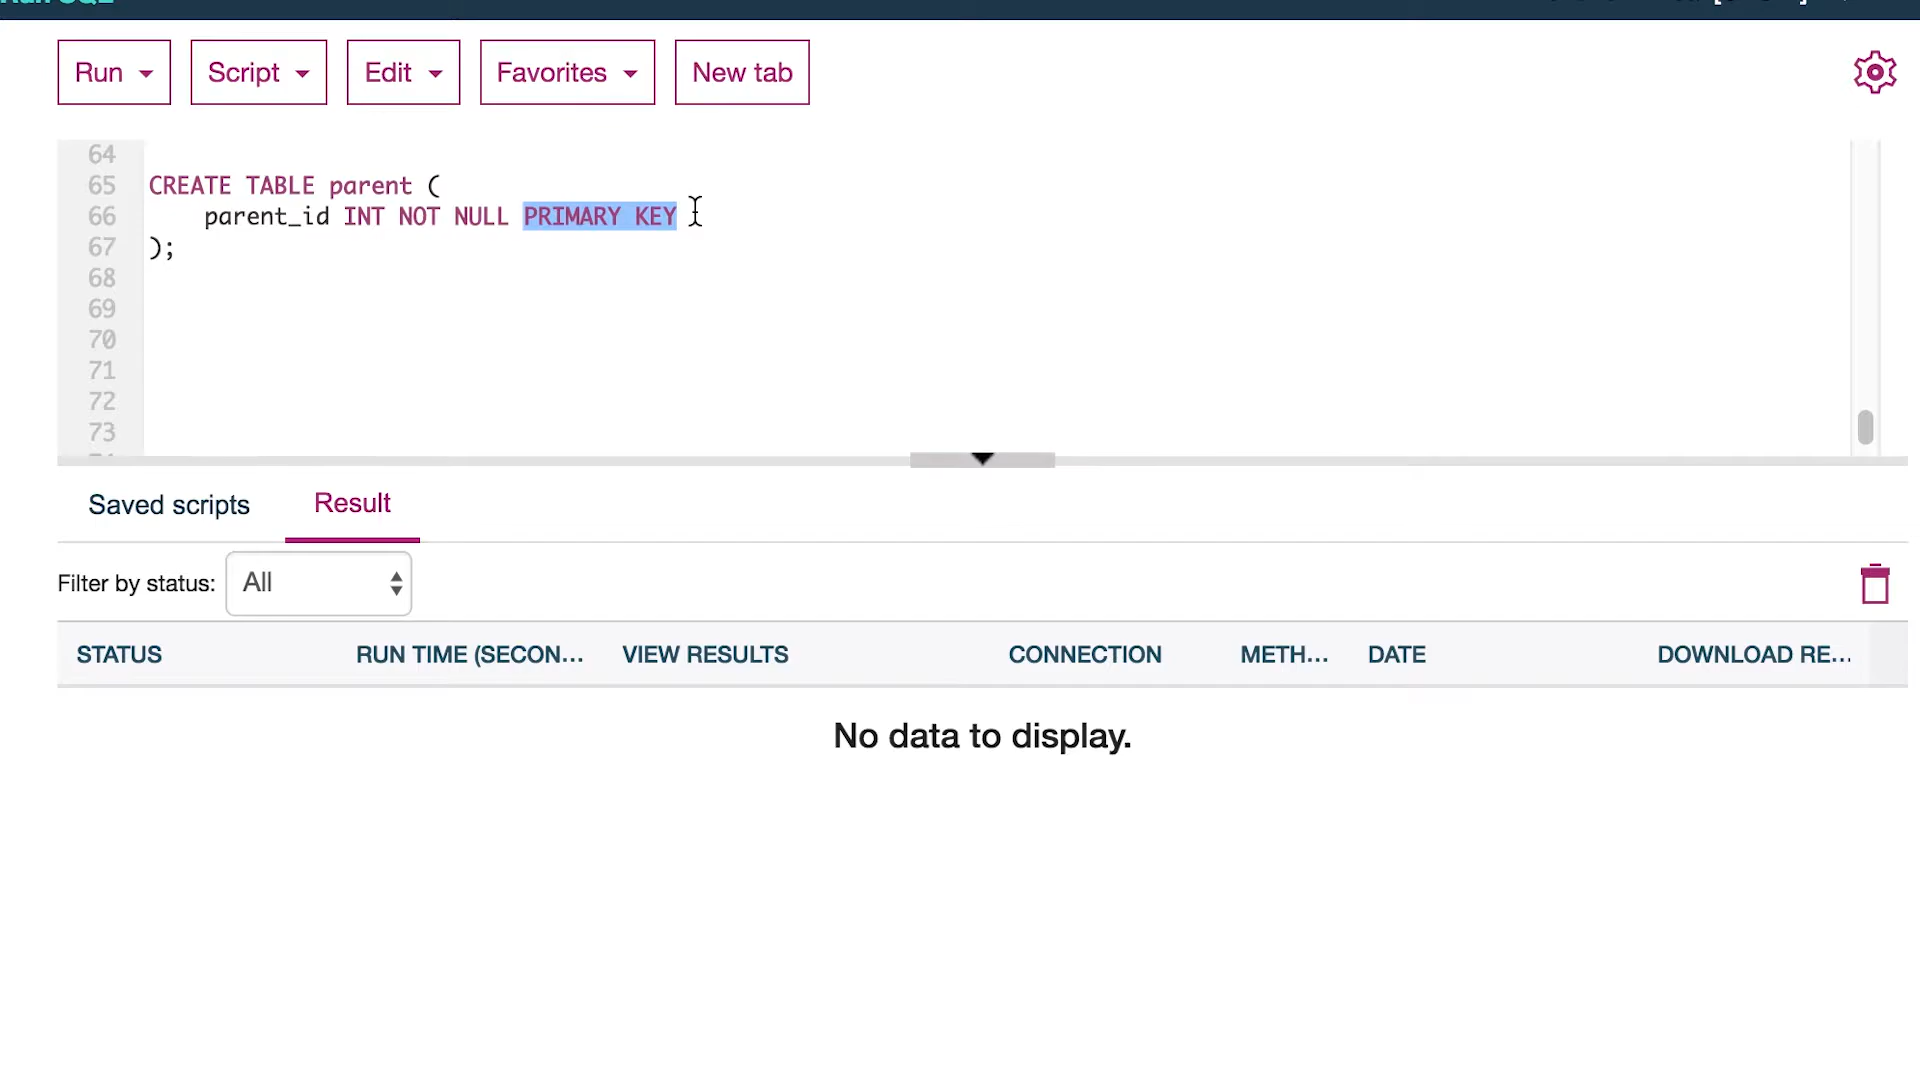 Run SQL
Run Script Edit Favorites New tab
64
65 CREATE TABLE parent (
66 parent_id INT NOT NULL PRIMARY KEY
67 );
68
69
70
71
72
73
Saved scripts Result
Filter by status: All
STATUS RUN TIME (SECON... VIEW RESULTS CONNECTION METH... DATE DOWNLOAD RE...
No data to display.